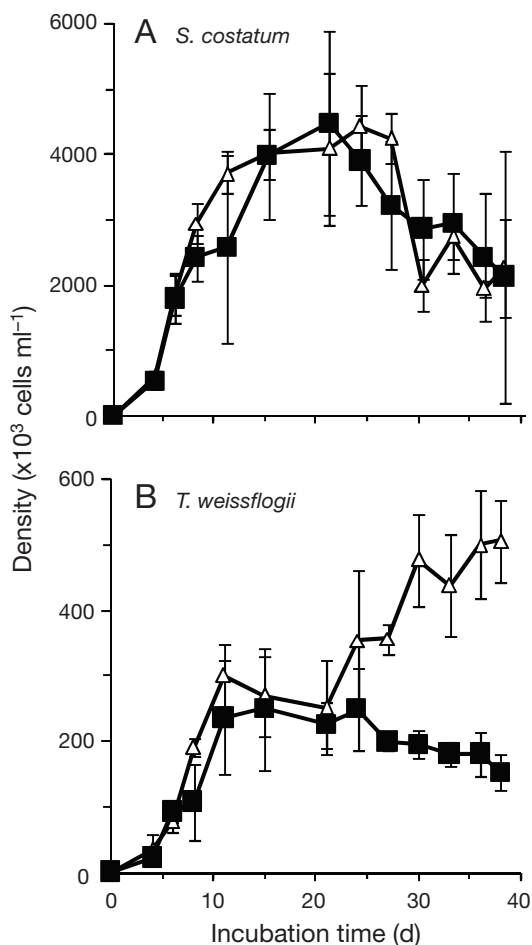 A S. costatum
6000
4000
2000
0
B T. weissflogii
600
400
200
0
0 10 20 30 40
Density (x10³ cells ml⁻¹)
Incubation time (d)